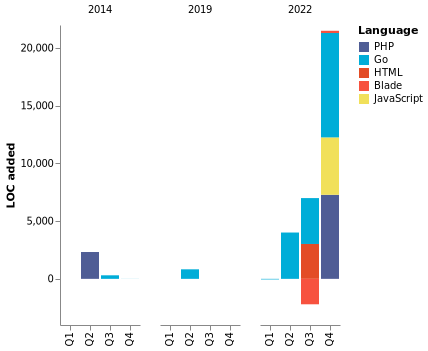 2014 2019 2022
Language
PHP
Go
HTML
Blade
JavaScript
LOC added
20,000
15,000
10,000
5,000
0
Q1 Q2 Q3 Q4 Q1 Q2 Q3 Q4 Q1 Q2 Q3 Q4